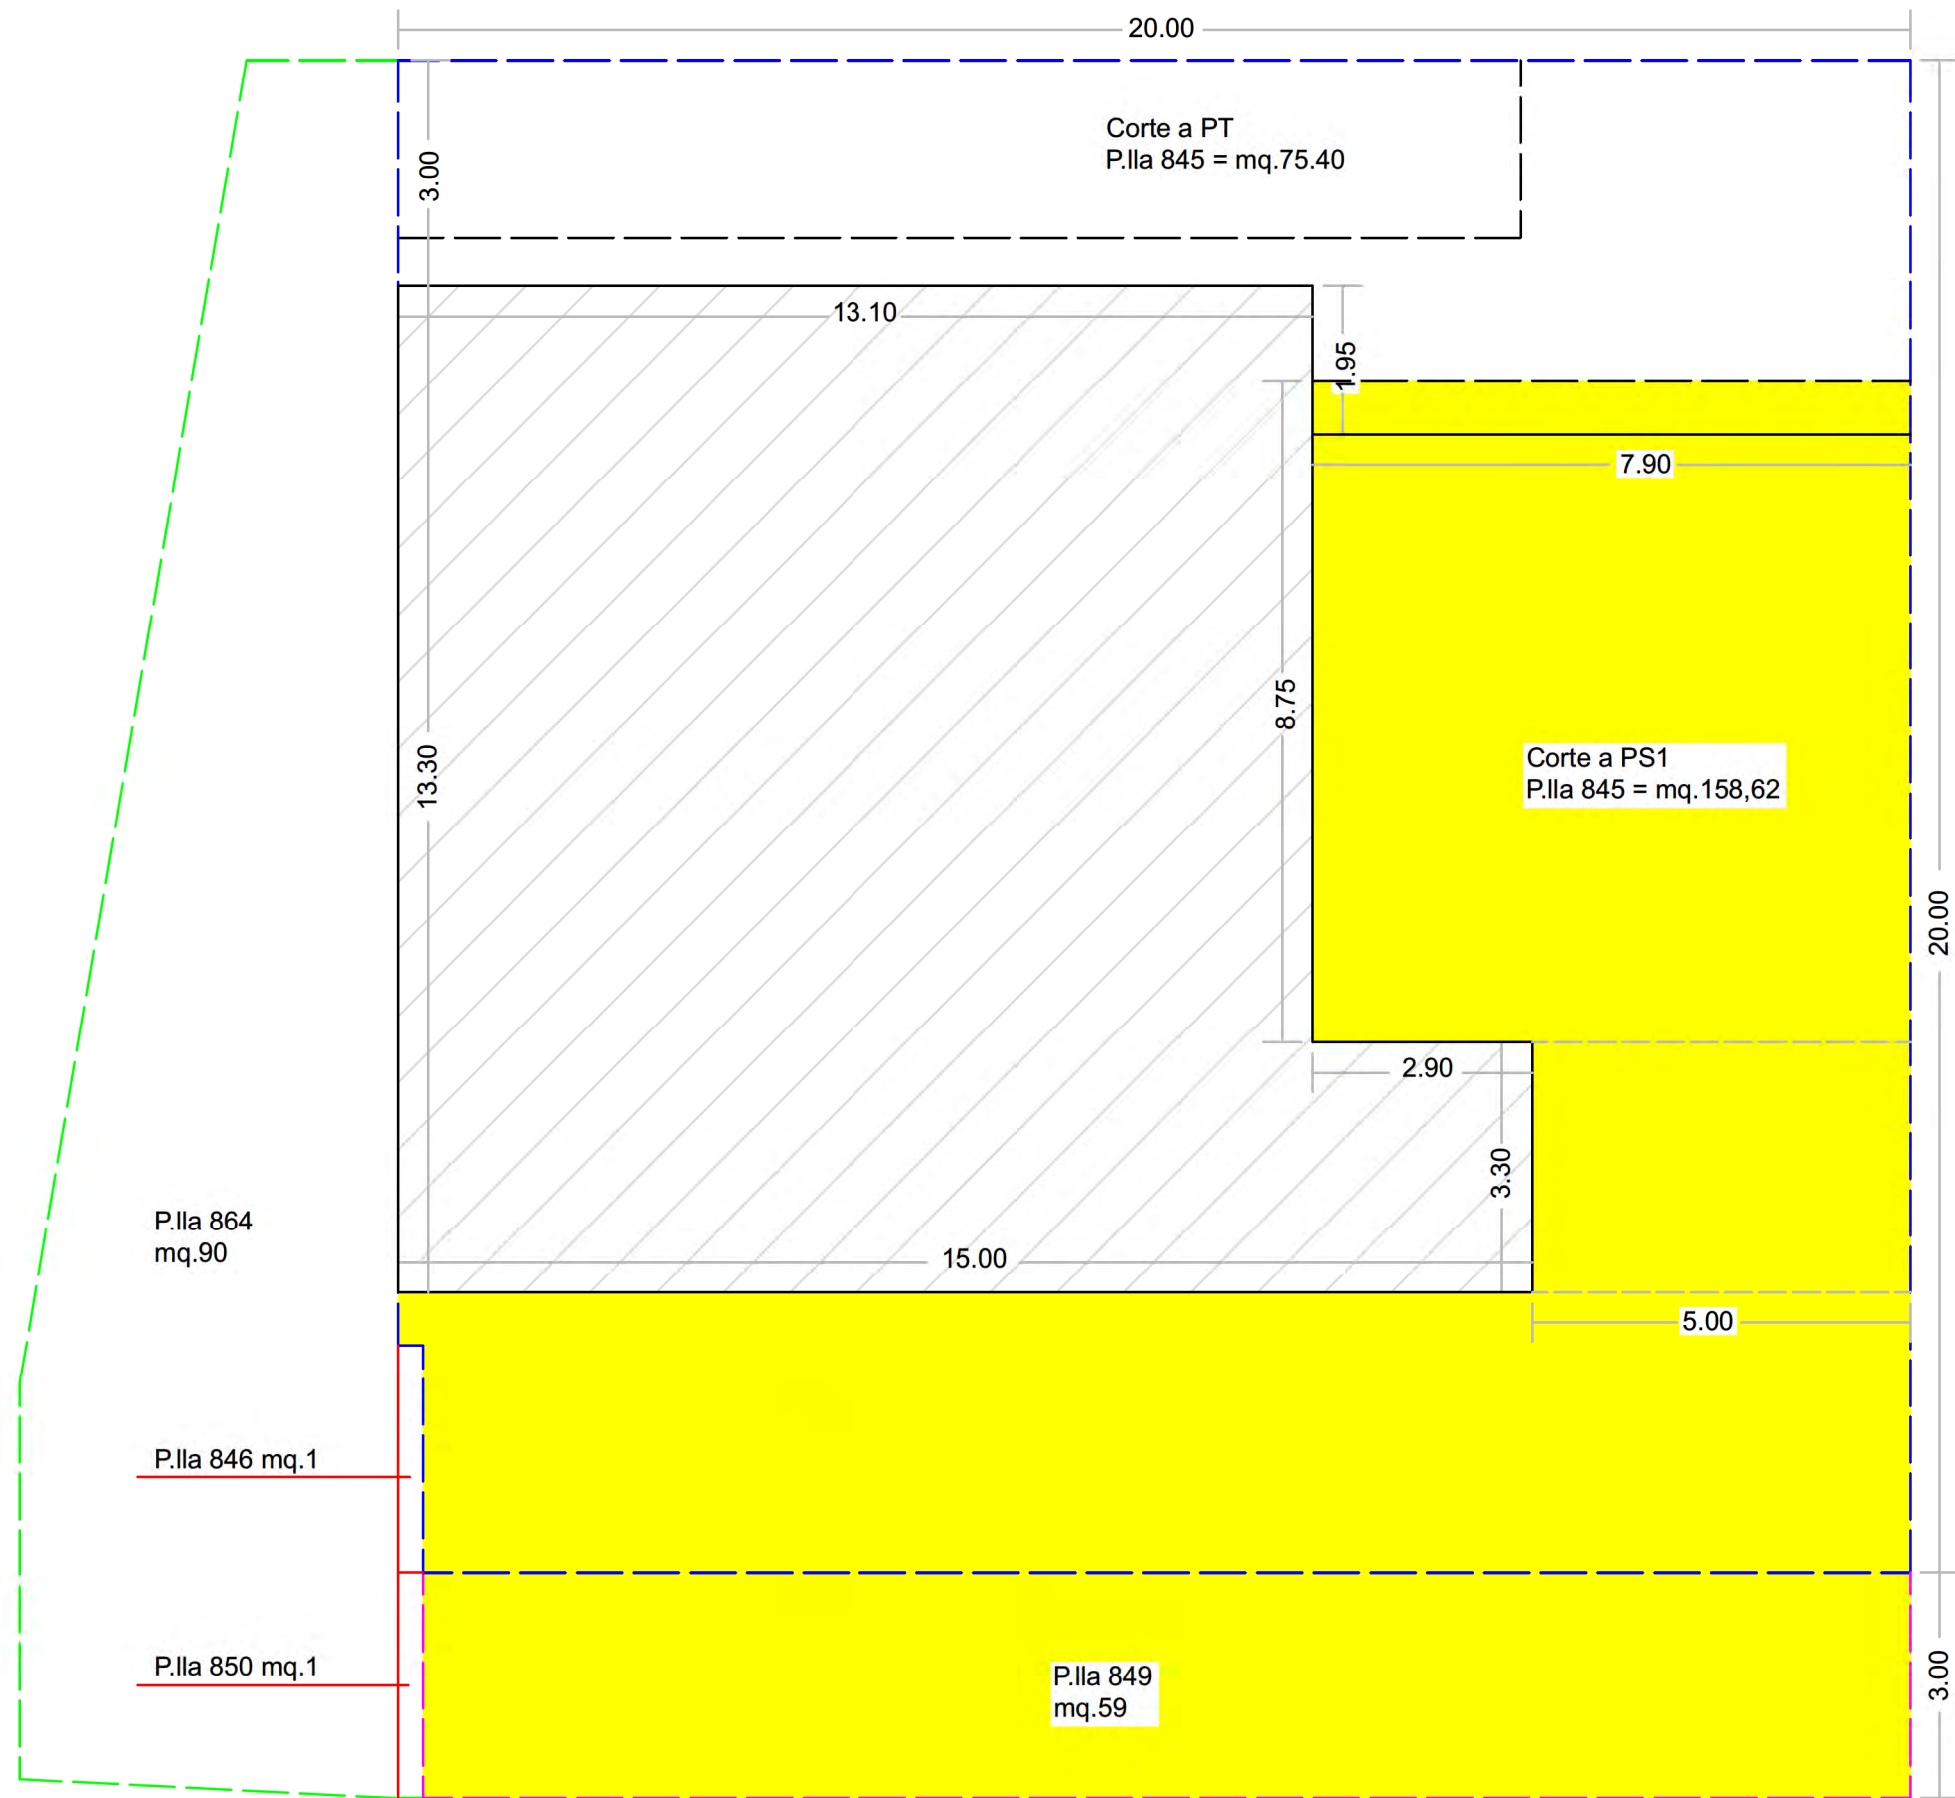 20.00
Corte a PT
P.lla 845 = mq.75.40
3.00
13.10
1.95
7.90
8.75
Corte a PS1
P.lla 845 = mq.158,62
13.30
20.00
2.90
3.30
P.lla 864
mq.90
15.00
5.00
P.lla 846 mq.1
P.lla 850 mq.1
P.lla 849
mq.59
3.00